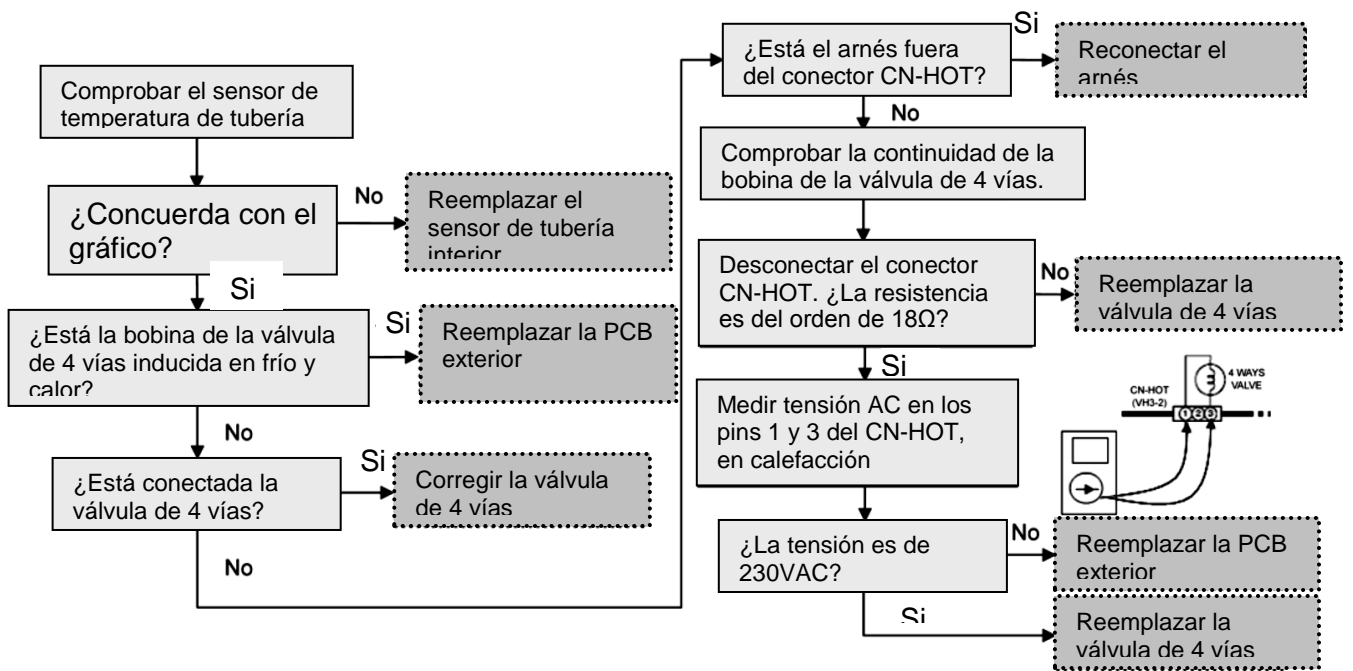 Comprobar el sensor de
temperatura de tubería
¿Concuerda con el
gráfico?
No
Reemplazar el
sensor de tubería
interior
Si
¿Está la bobina de la válvula
de 4 vías inducida en frío y
calor?
Si
Reemplazar la PCB
exterior
No
¿Está conectada la
válvula de 4 vías?
Si
Corregir la válvula
de 4 vías
No
¿Está el arnés fuera
del conector CN-HOT?
Si
Reconectar el
arnés
No
Comprobar la continuidad de la
bobina de la válvula de 4 vías.
Desconectar el conector
CN-HOT. ¿La resistencia
es del orden de 18Ω?
No
Reemplazar la
válvula de 4 vías
Si
Medir tensión AC en los
pins 1 y 3 del CN-HOT,
en calefacción
CN-HOT
(VH3-2)
4 WAYS
VALVE
1 2 3
¿La tensión es de
230VAC?
No
Reemplazar la PCB
exterior
Si
Reemplazar la
válvula de 4 vías